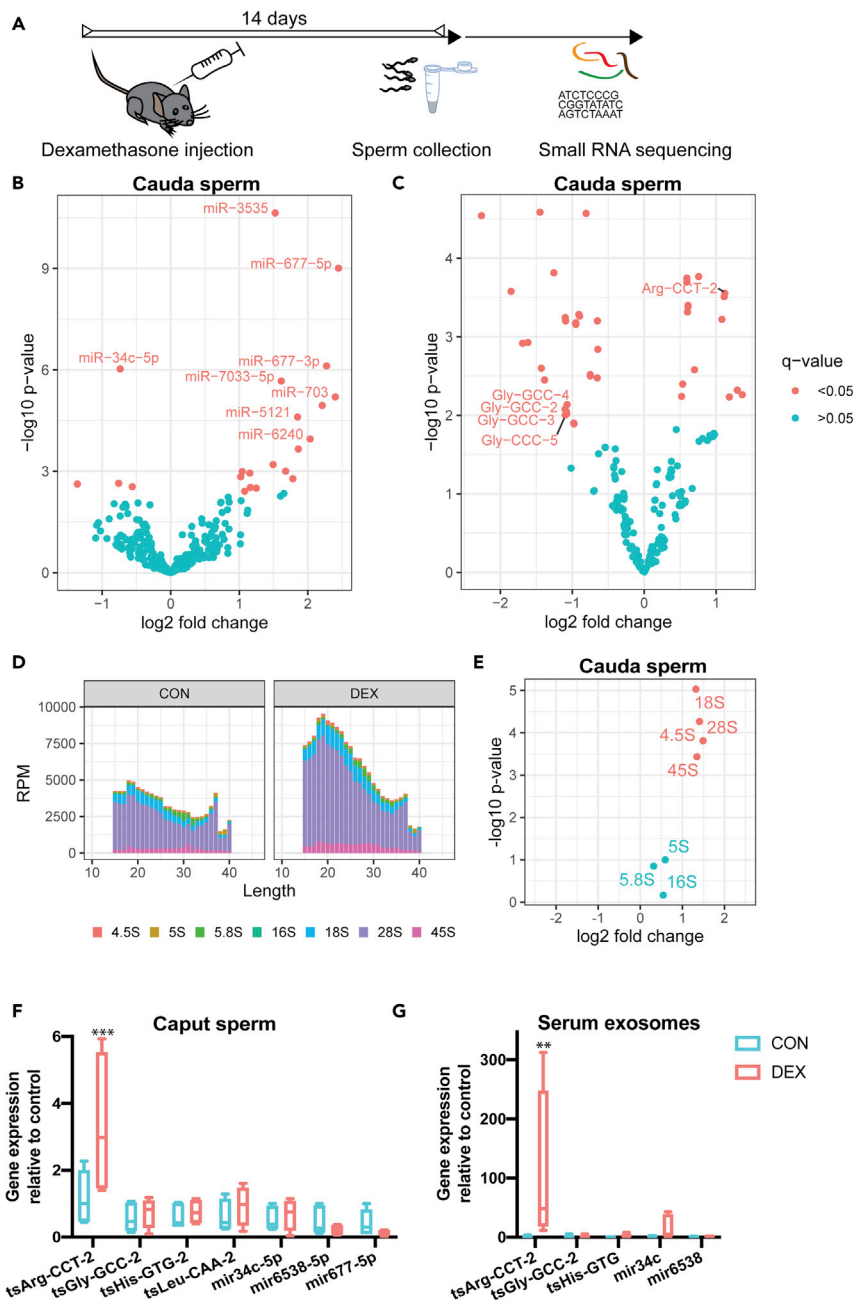 A
14 days
ATCTCCCG
CGGTATATC
AGTCTAAAT
Dexamethasone injection
Sperm collection
Small RNA sequencing
B
Cauda sperm
miR−3535
miR−677−5p
miR−34c−5p
miR−677−3p
miR−7033−5p
miR−703
miR−5121
miR−6240
−log10 p−value
9
6
3
0
−1
0
1
2
log2 fold change
C
Cauda sperm
Arg−CCT−2
Gly−GCC−4
Gly−GCC−2
Gly−GCC−3
Gly−CCC−5
−log10 p−value
4
3
2
1
0
−2
−1
0
1
log2 fold change
q−value
<0.05
>0.05
D
CON
DEX
RPM
10000
7500
5000
2500
0
10
20
30
40
10
20
30
40
Length
4.5S
5S
5.8S
16S
18S
28S
45S
E
Cauda sperm
18S
4.5S
28S
45S
5S
5.8S
16S
-log10 p-value
5
4
3
2
1
0
-2
-1
0
1
2
log2 fold change
F
Caput sperm
***
Gene expression
relative to control
6
4
2
0
tsArg-CCT-2
tsGly-GCC-2
tsHis-GTG-2
tsLeu-CAA-2
mir34c-5p
mir6538-5p
mir677-5p
G
Serum exosomes
**
Gene expression
relative to control
300
200
100
0
tsArg-CCT-2
tsGly-GCC-2
tsHis-GTG
mir34c
mir6538
CON
DEX